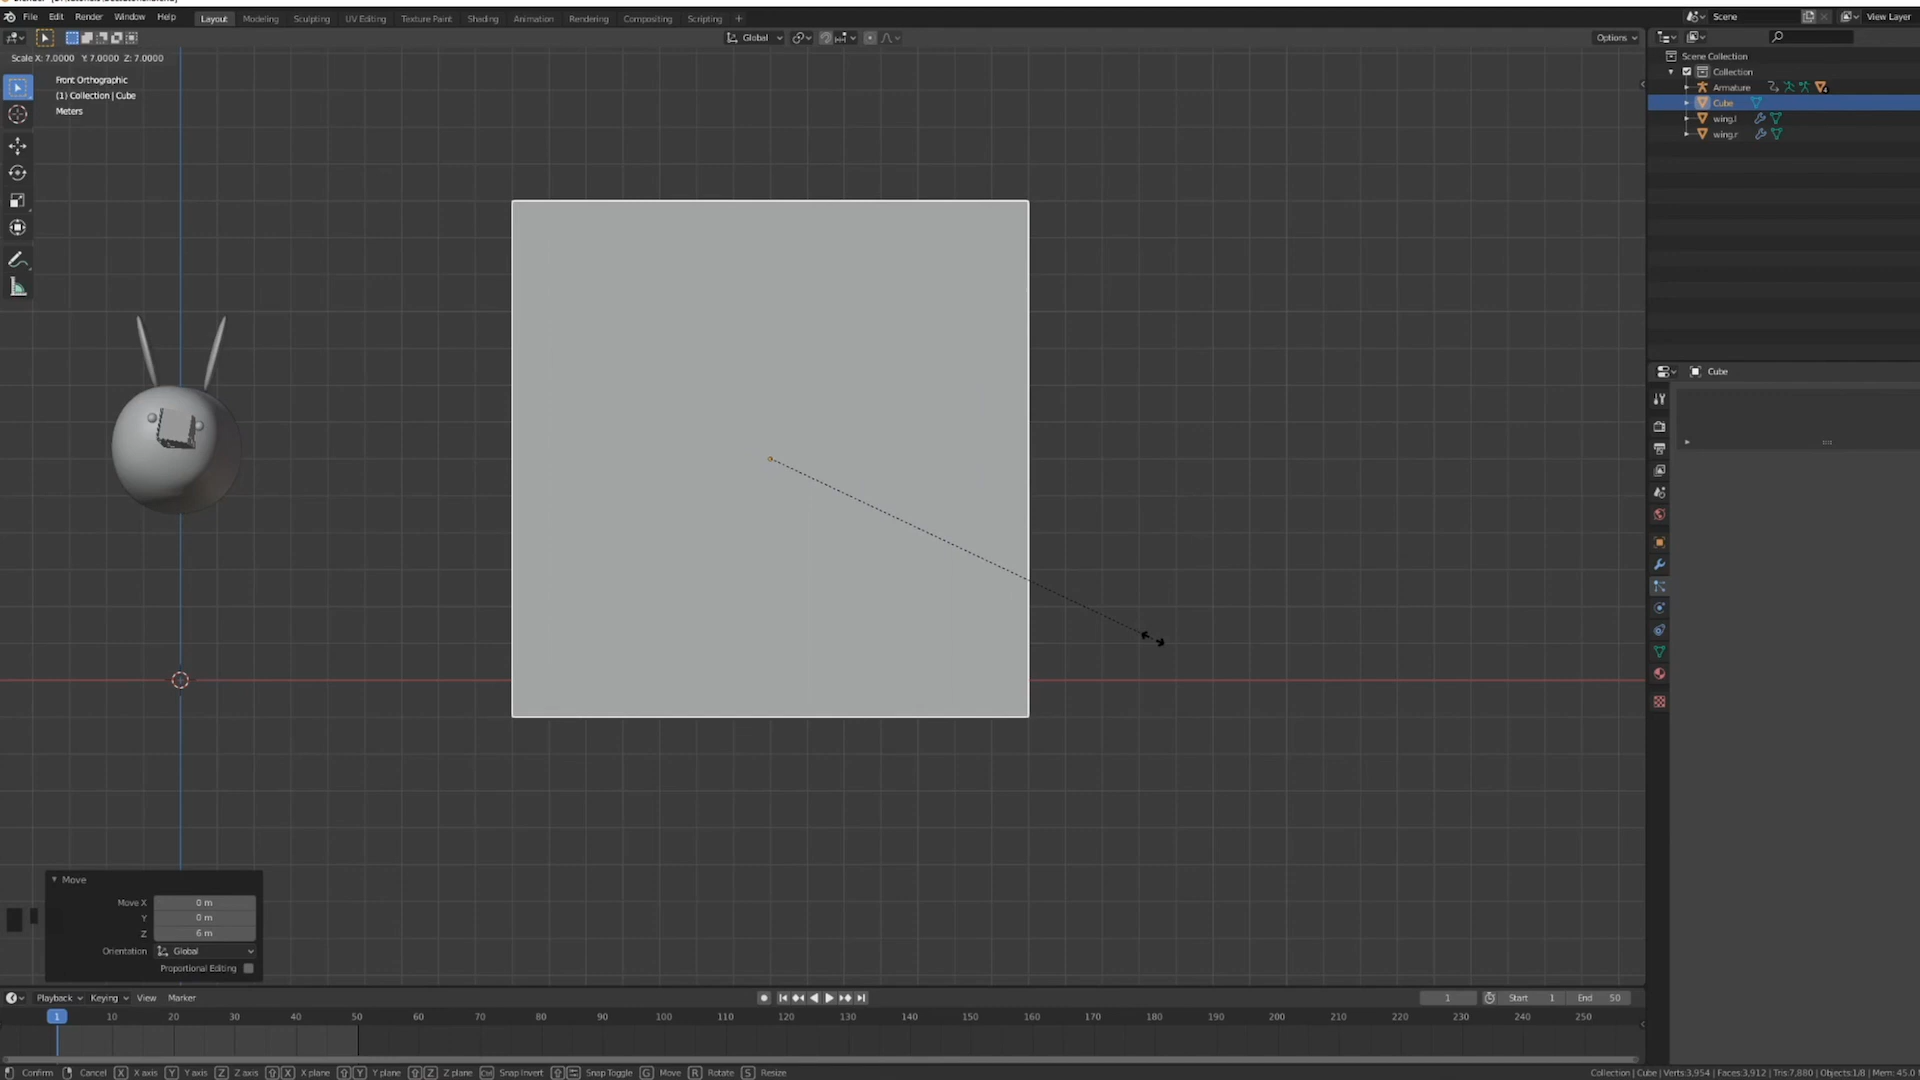 File Edit Render Window Help Layout Modeling Sculpting UV Editing Texture Paint Shading Animation Rendering Compositing Scripting + Scene View Layer
Global Options
Scale X: 7.0000 Y: 7.0000 Z: 7.0000
Front Orthographic
(1) Collection | Cube
Meters
Scene Collection
Collection
Armature
Cube
wing.l
wing.r
Cube
Move
Move X 0 m
Y 0 m
Z 6 m
Orientation Global
Proportional Editing
Playback Keying View Marker 1 Start 1 End 50
1 10 20 30 40 50 60 70 80 90 100 110 120 130 140 150 160 170 180 190 200 210 220 230 240 250
Confirm Cancel X X axis Y Y axis Z Z axis X X plane Y Y plane Z Z plane Ctrl Snap Invert Snap Toggle G Move R Rotate S Resize Collection | Cube | Verts:3,954 | Faces:3,912 | Tris:7,880 | Objects:1/8 | Mem: 45.0